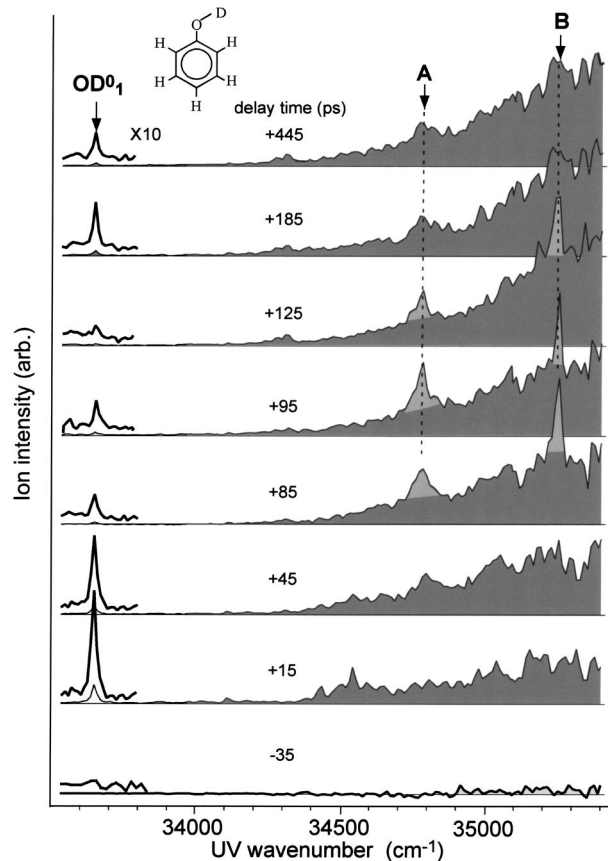 O D
H H
H H
H
OD⁰₁
A
B
X10
delay time (ps)
+445
+185
+125
+95
+85
+45
+15
-35
Ion intensity (arb.)
34000 34500 35000
UV wavenumber (cm⁻¹)